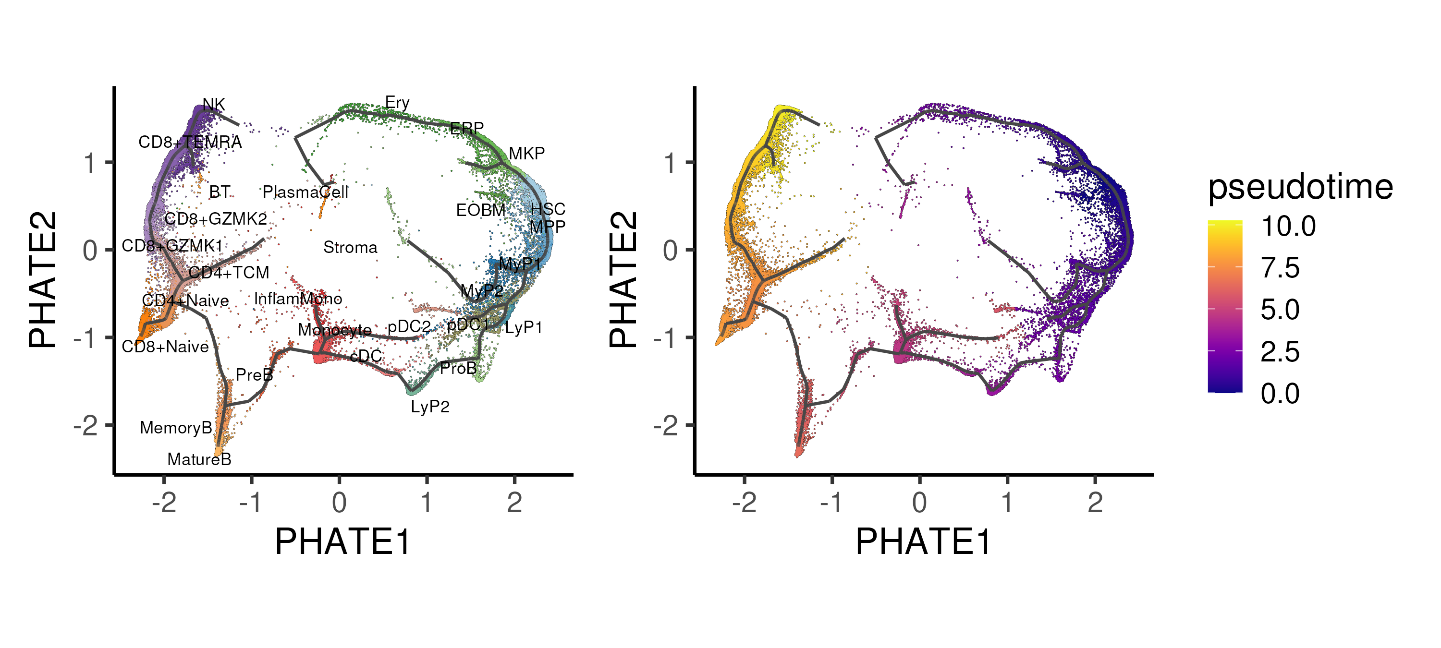 NK
Ery
ERP
CD8+TEMRA
MKP
BT
PlasmaCell
EOBM
HSC
CD8+GZMK2
MPP
CD8+GZMK1
Stroma
CD4+TCM
MyP1
MyP2
CD4+Naive
InflamMono
Monocyte
pDC2
pDC1
LyP1
CD8+Naive
cDC
PreB
ProB
LyP2
MemoryB
MatureB
PHATE2
1
0
-1
-2
-2
-1
0
1
2
PHATE1
PHATE2
1
0
-1
-2
-2
-1
0
1
2
PHATE1
pseudotime
10.0
7.5
5.0
2.5
0.0